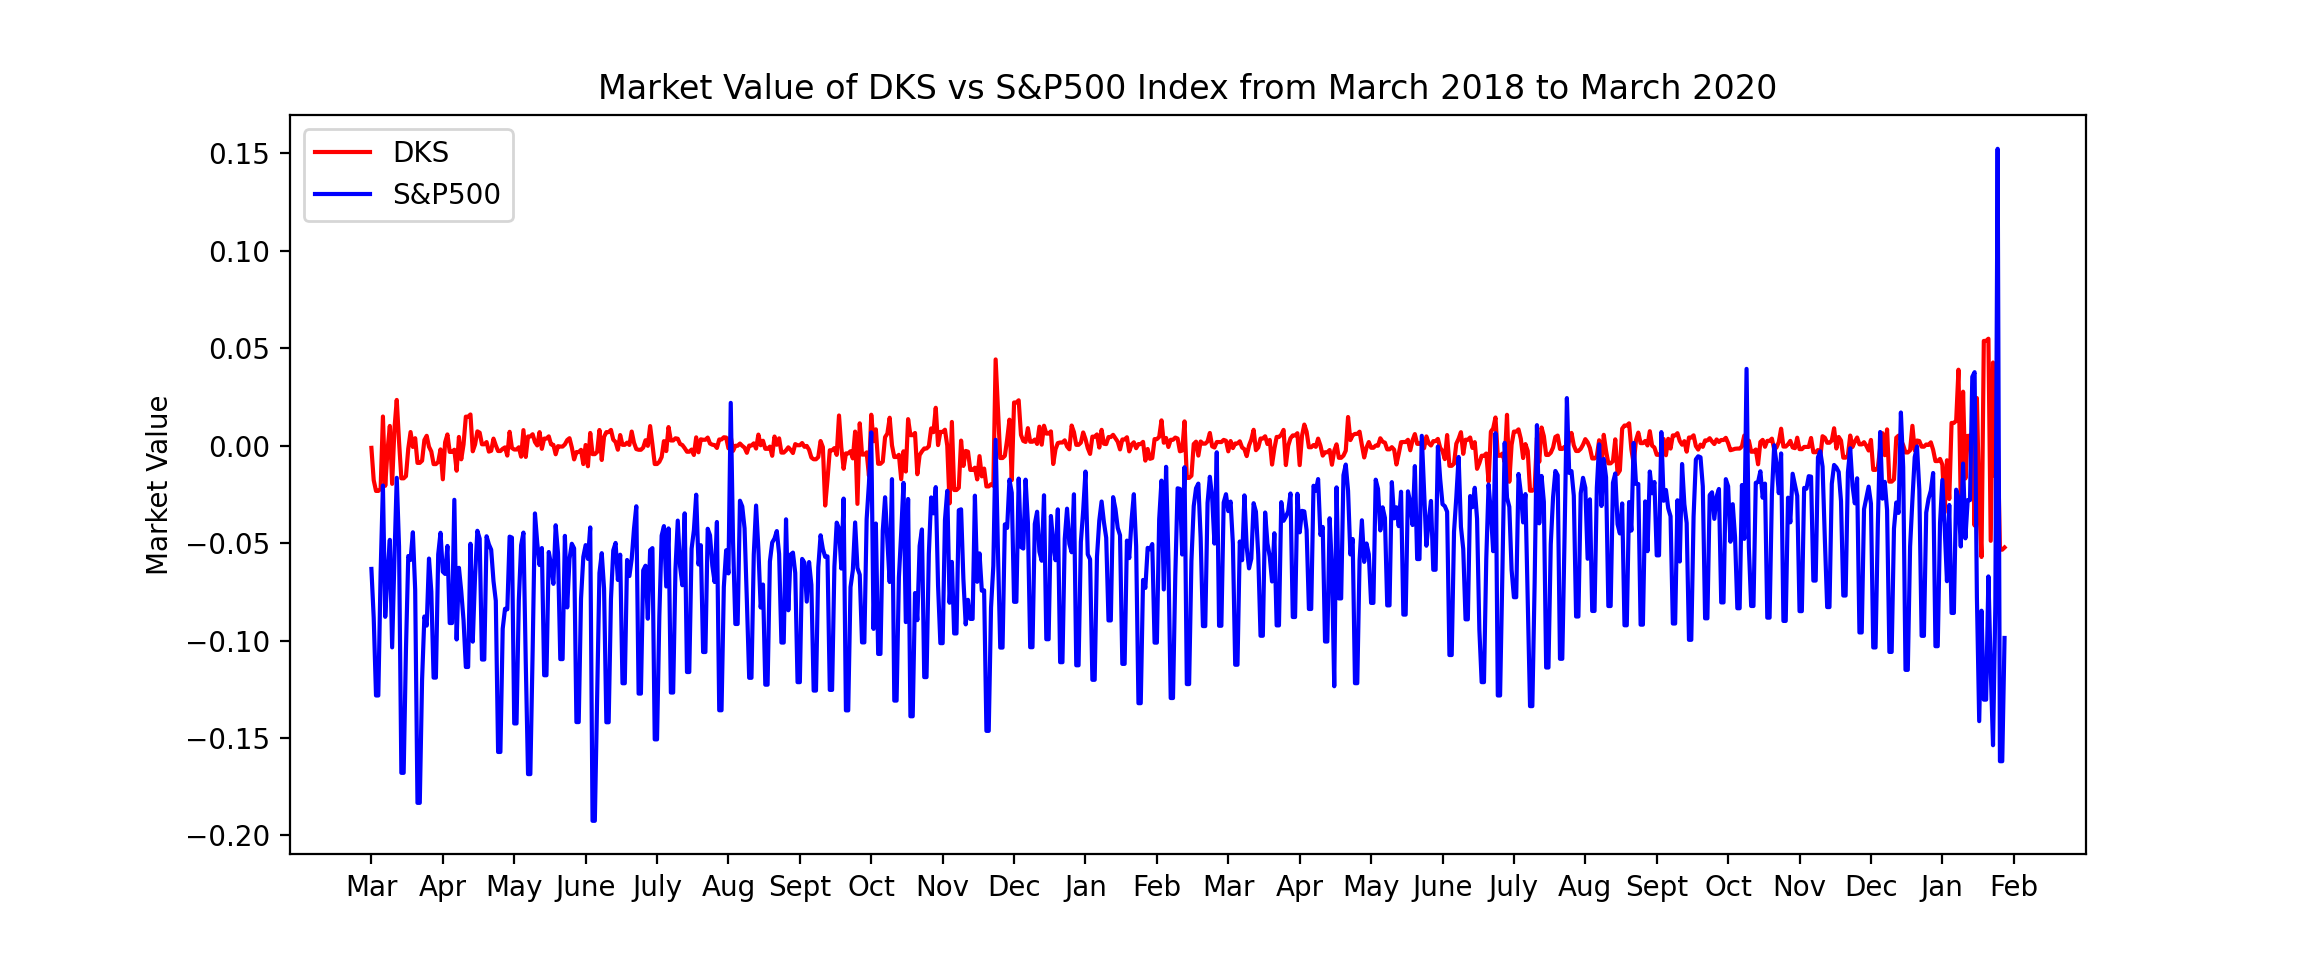 Market Value of DKS vs S&P500 Index from March 2018 to March 2020
DKS
S&P500
Market Value
0.15
0.10
0.05
0.00
−0.05
−0.10
−0.15
−0.20
Mar Apr May June July Aug Sept Oct Nov Dec Jan Feb Mar Apr May June July Aug Sept Oct Nov Dec Jan Feb